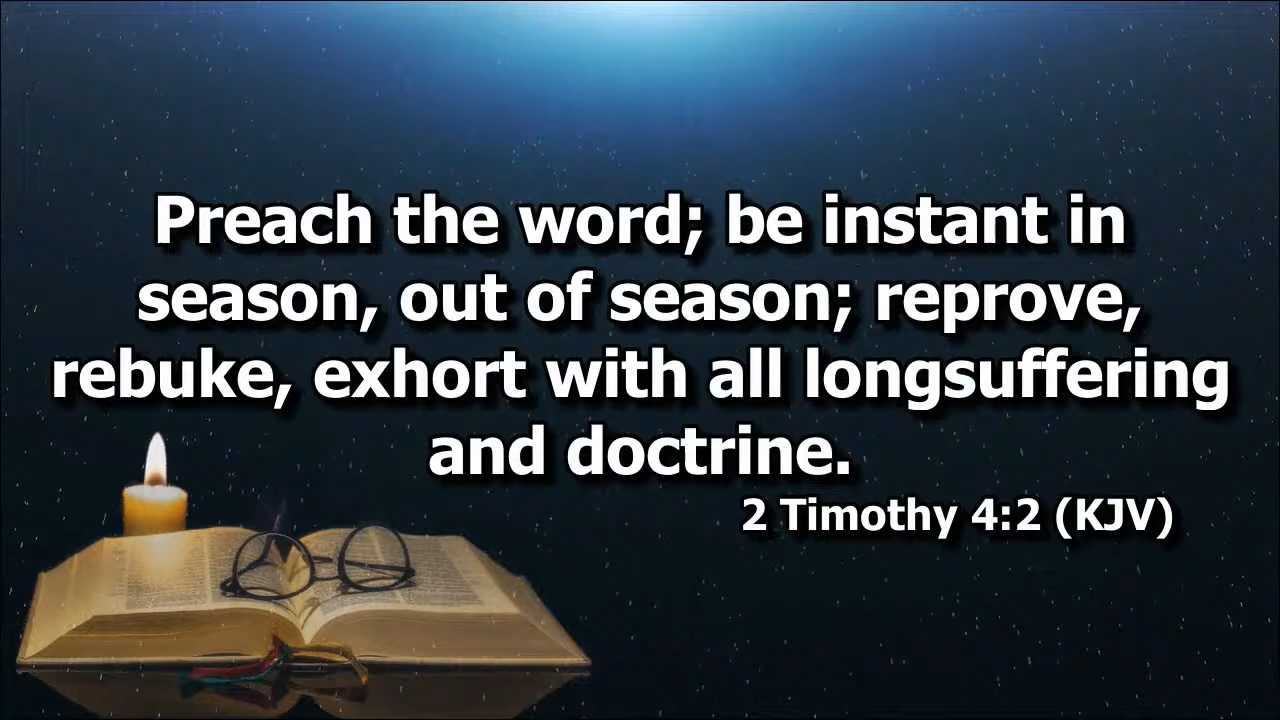 Preach the word; be instant in
season, out of season; reprove,
rebuke, exhort with all longsuffering
and doctrine.
2 Timothy 4:2 (KJV)